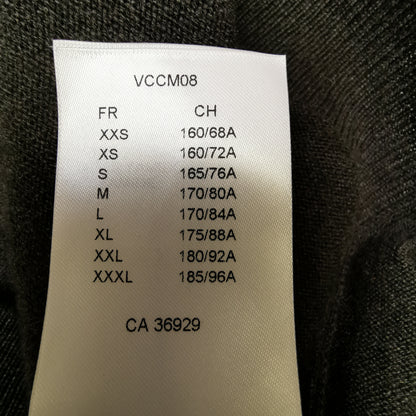 VCCM08
FR CH
XXS 160/68A
XS 160/72A
S 165/76A
M 170/80A
L 170/84A
XL 175/88A
XXL 180/92A
XXXL 185/96A
CA 36929